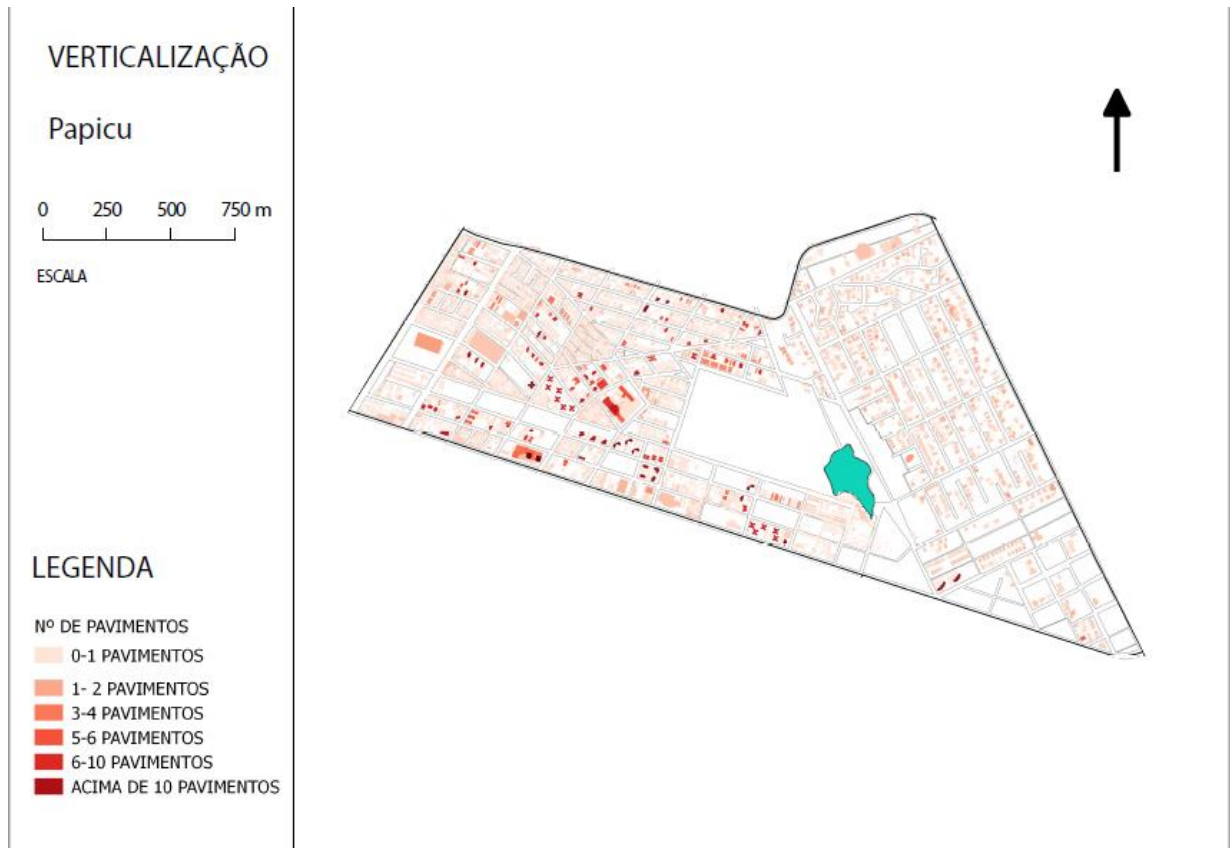 VERTICALIZAÇÃO
Papicu
0 250 500 750 m
ESCALA
LEGENDA
Nº DE PAVIMENTOS
0-1 PAVIMENTOS
1- 2 PAVIMENTOS
3-4 PAVIMENTOS
5-6 PAVIMENTOS
6-10 PAVIMENTOS
ACIMA DE 10 PAVIMENTOS